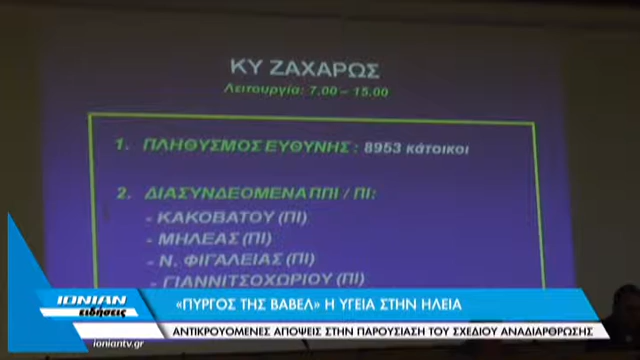 ΚΥ ΖΑΧΑΡΩΣ
Λειτουργία: 7.00 – 15.00
1. ΠΛΗΘΥΣΜΟΣ ΕΥΘΥΝΗΣ : 8953 κάτοικοι
2. ΔΙΑΣΥΝΔΕΟΜΕΝΑ ΠΠΙ / ΠΙ:
- ΚΑΚΟΒΑΤΟΥ (ΠΙ)
- ΜΗΛΕΑΣ (ΠΙ)
- Ν. ΦΙΓΑΛΕΙΑΣ (ΠΙ)
- ΓΙΑΝΝΙΤΣΟΧΩΡΙΟΥ (ΠΙ)
IONIAN
ειδήσεις
«ΠΥΡΓΟΣ ΤΗΣ ΒΑΒΕΛ» Η ΥΓΕΙΑ ΣΤΗΝ ΗΛΕΙΑ
ΑΝΤΙΚΡΟΥΟΜΕΝΕΣ ΑΠΟΨΕΙΣ ΣΤΗΝ ΠΑΡΟΥΣΙΑΣΗ ΤΟΥ ΣΧΕΔΙΟΥ ΑΝΑΔΙΑΡΘΡΩΣΗΣ
ioniantv.gr